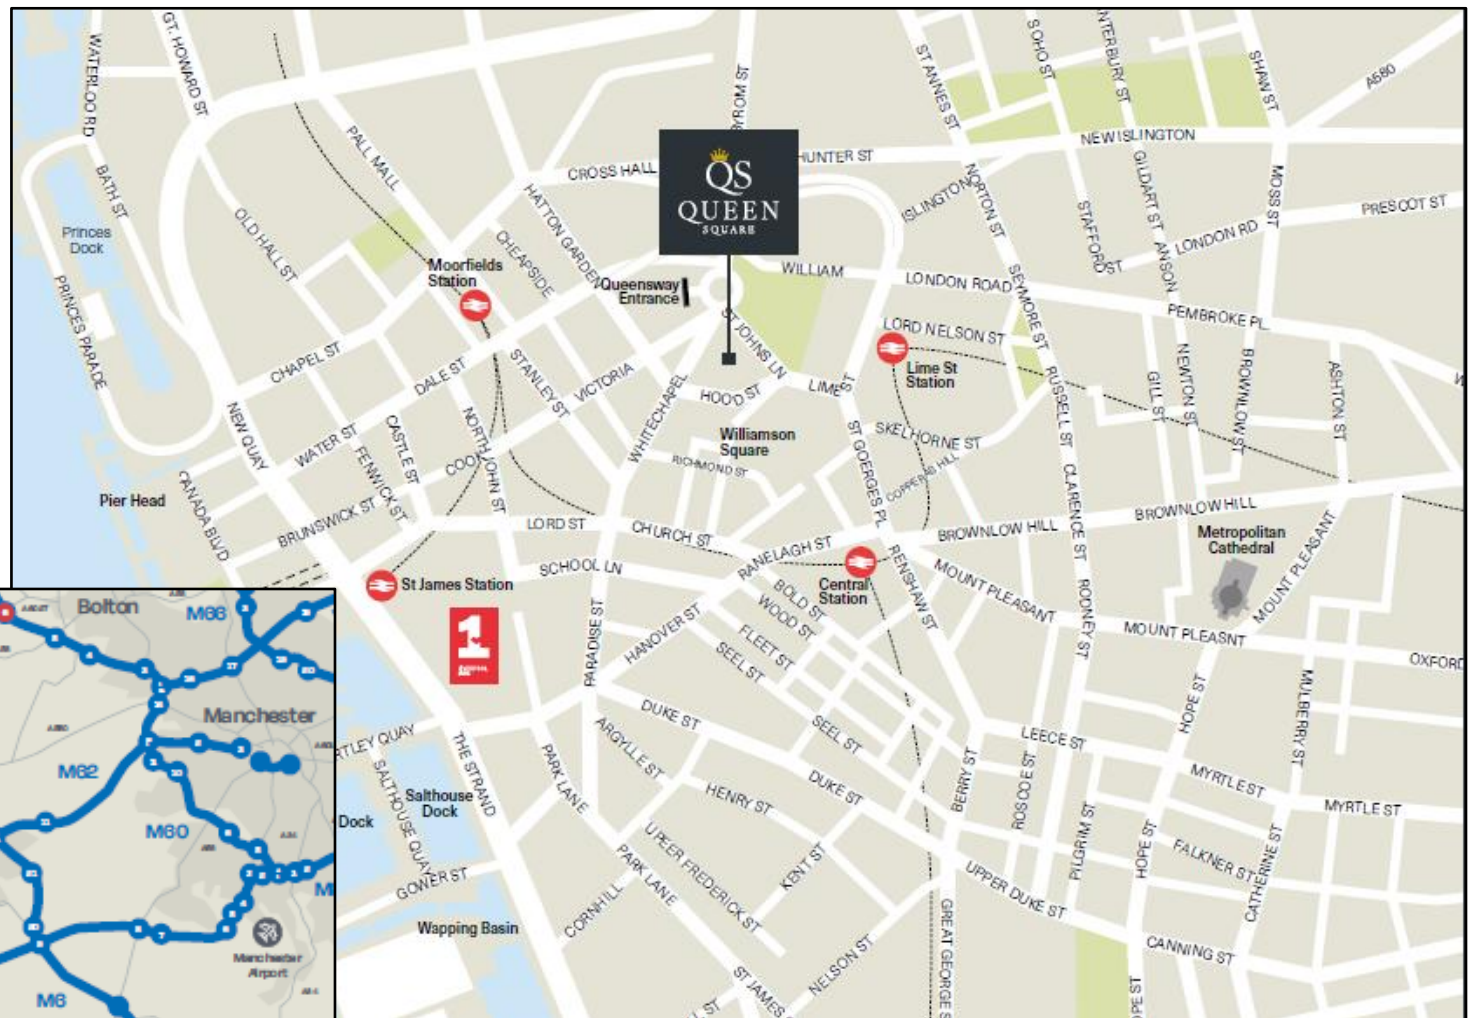 WATERLOO RD
GT. HOWARD ST
BYROM ST
ST ANNES ST
SOHO ST
NTERBURY ST
SHAW ST
A580
PALL MALL
CROSS HALL
HUNTER ST
NEW ISLINGTON
QS
QUEEN
SQUARE
BATH ST
HATTON GARDEN
ISLINGTON
NORTON ST
GILDART ST
MOSS ST
PRESCOT ST
Princes
Dock
OLD HALL ST
CHEAPSIDE
STAFFORD ST
ANSON
LONDON RD
Moorfields
Station
Queensway
Entrance
WILLIAM
LONDON ROAD
SEYMORE ST
PEMBROKE PL
PRINCES PARADE
ST JOHNS LN
LORD NELSON ST
CHAPEL ST
DALE ST
STANLEY ST
VICTORIA
WHITECHAPEL
HOOD ST
LIME ST
Lime St
Station
RUSSELL ST
GILL ST
NEWTON ST
BROWNLOW ST
ASHTON ST
NEW QUAY
WATER ST
CASTLE ST
FENWICK ST
NORTH JOHN ST
COOK
Williamson
Square
RICHMOND ST
ST GOERGES PL
SKELHORNE ST
COPPERAS HILL
CLARENCE ST
Pier Head
CANADA BLVD
BRUNSWICK ST
LORD ST
CHURCH ST
RANELAGH ST
BROWNLOW HILL
BROWNLOW HILL
Metropolitan
Cathedral
MOUNT PLEASANT
St James Station
SCHOOL LN
BOLD ST
WOOD ST
Central
Station
RENSHAW ST
MOUNT PLEASANT
RODNEY ST
MOUNT PLEASNT
OXFORD
1
PARADISE ST
HANOVER ST
FLEET ST
SEEL ST
HOPE ST
MULBERRY ST
Bolton
M66
Manchester
M62
M60
M6
Manchester
Airport
RTLEY QUAY
SALTHOUSE QUAY
THE STRAND
Salthouse
Dock
Dock
PARK LANE
ARGYLLE ST
DUKE ST
SEEL ST
DUKE ST
HENRY ST
BERRY ST
LEECE ST
ROSCOE ST
PILGRIM ST
HOPE ST
MYRTLE ST
MYRTLE ST
FALKNER ST
CATHERINE ST
GOWER ST
PARK LANE
UPEER FREDERICK ST
KENT ST
UPPER DUKE ST
Wapping Basin
CORNHILL
NELSON ST
ST JAMES
GREAT GEORGE S
CANNING ST
PE ST
L ST